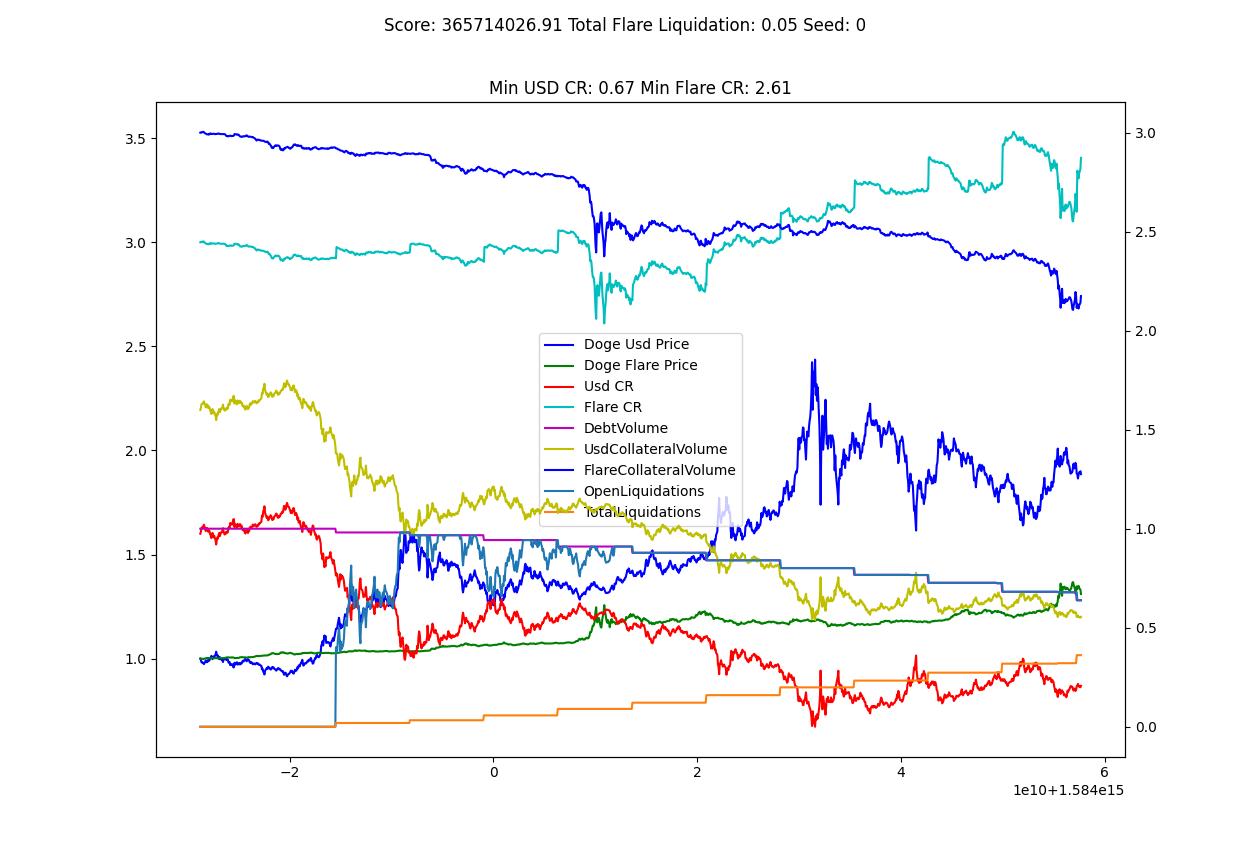 Score: 365714026.91 Total Flare Liquidation: 0.05 Seed: 0
Min USD CR: 0.67 Min Flare CR: 2.61
3.5
3.0
2.5
2.0
1.5
1.0
3.0
2.5
2.0
1.5
1.0
0.5
0.0
Doge Usd Price
Doge Flare Price
Usd CR
Flare CR
DebtVolume
UsdCollateralVolume
FlareCollateralVolume
OpenLiquidations
TotalLiquidations
−2 0 2 4 6
1e10+1.584e15